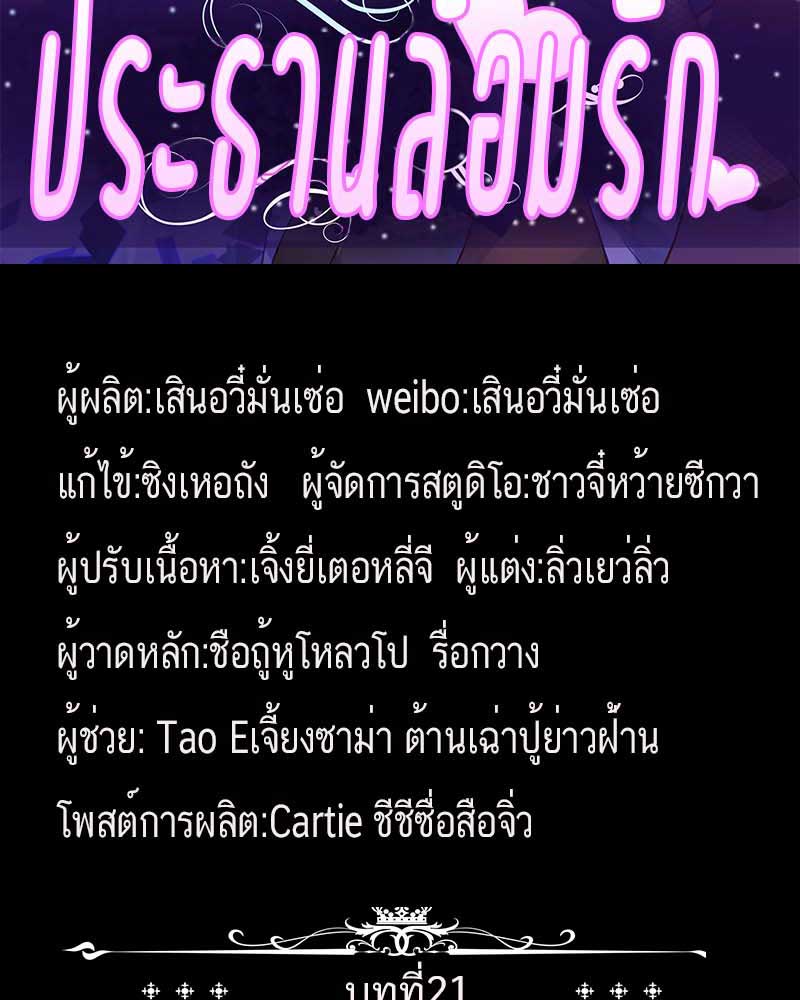 ประธานล่อมรัก
ผู้ผลิต:เสินอวี๋มั่นเซ่อ weibo:เสินอวี๋มั่นเซ่อ
แก้ไข้:ซิงเหอถัง ผู้จัดการสตูดิโอ:ชาวจี๋หว้ายซีกวา
ผู้ปรับเนื้อหา:เจิ้งยี่เตอหลี่จี ผู้แต่ง:ลิ่วเยว่ลิ่ว
ผู้วาดหลัก:ชือถู้หูโหลวโป รื่อกวาง
ผู้ช่วย: Tao Eเจี้ยงซาม่า ต้านเฉ่าปู้ย่าวฝ้าน
โพสต์การผลิต:Cartie ชีชีซื่อสือจิ่ว
บทที่21